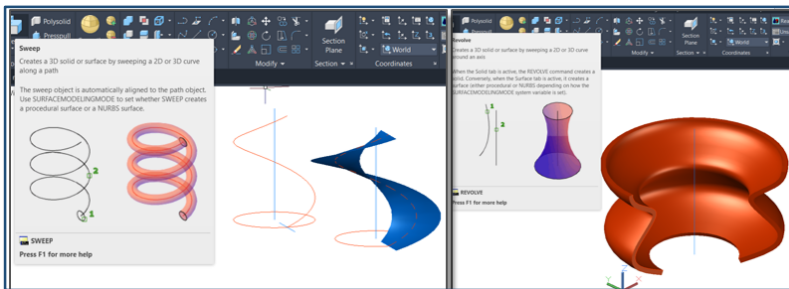 Polysolid
Presspull
Section
Plane
World
Modify
Section
Coordinates
Sweep
Creates a 3D solid or surface by sweeping a 2D or 3D curve
along a path
The sweep object is automatically aligned to the path object.
Use SURFACEMODELINGMODE to set whether SWEEP creates
a procedural surface or a NURBS surface.
2
1
SWEEP
Press F1 for more help
Polysolid
Section
Plane
World
Modify
Section
Coordinates
Revolve
Creates a 3D solid or surface by sweeping a 2D or 3D curve
around an axis
When the Solid tab is active, the REVOLVE command creates a
solid. Conversely, when the Surface tab is active, it creates a
surface (either procedural or NURBS depending on how the
SURFACEMODELINGMODE system variable is set).
1
2
REVOLVE
Press F1 for more help
Z
Y
X